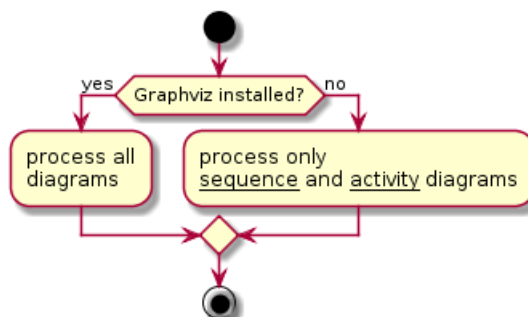 Graphviz installed?
yes
no
process all
diagrams
process only
sequence and activity diagrams